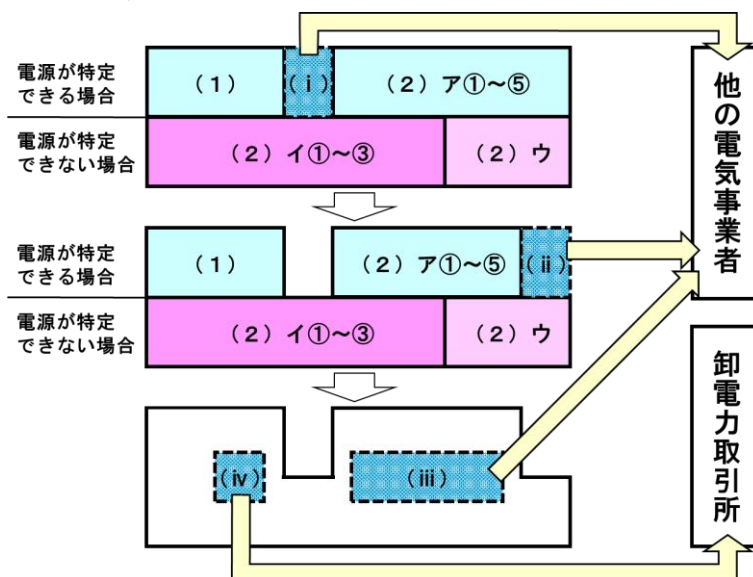 電源が特定
できる場合
(1)
(ⅰ)
(2)ア①～⑤
電源が特定
できない場合
(2)イ①～③
(2)ウ
電源が特定
できる場合
(1)
(2)ア①～⑤
(ⅱ)
電源が特定
できない場合
(2)イ①～③
(2)ウ
(ⅳ)
(ⅲ)
他の電気事業者
卸電力取引所